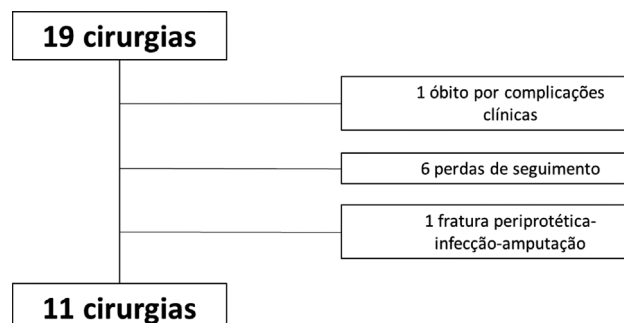 19 cirurgias
1 óbito por complicações
clínicas
6 perdas de seguimento
1 fratura periprotética-
infecção-amputação
11 cirurgias